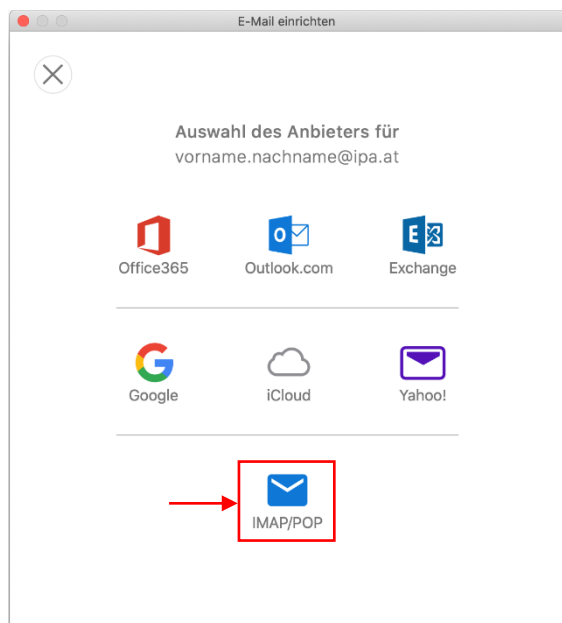 E-Mail einrichten
Auswahl des Anbieters für
vorname.nachname@ipa.at
Office365
Outlook.com
Exchange
Google
iCloud
Yahoo!
IMAP/POP